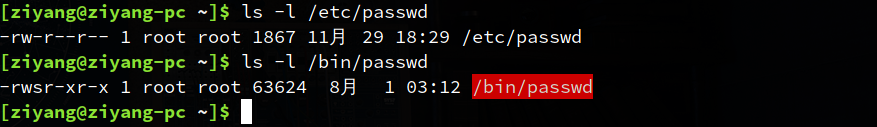 [ziyang@ziyang-pc ~]$ ls -l /etc/passwd
-rw-r--r-- 1 root root 1867 11月 29 18:29 /etc/passwd
[ziyang@ziyang-pc ~]$ ls -l /bin/passwd
-rwsr-xr-x 1 root root 63624  8月  1 03:12 /bin/passwd
[ziyang@ziyang-pc ~]$